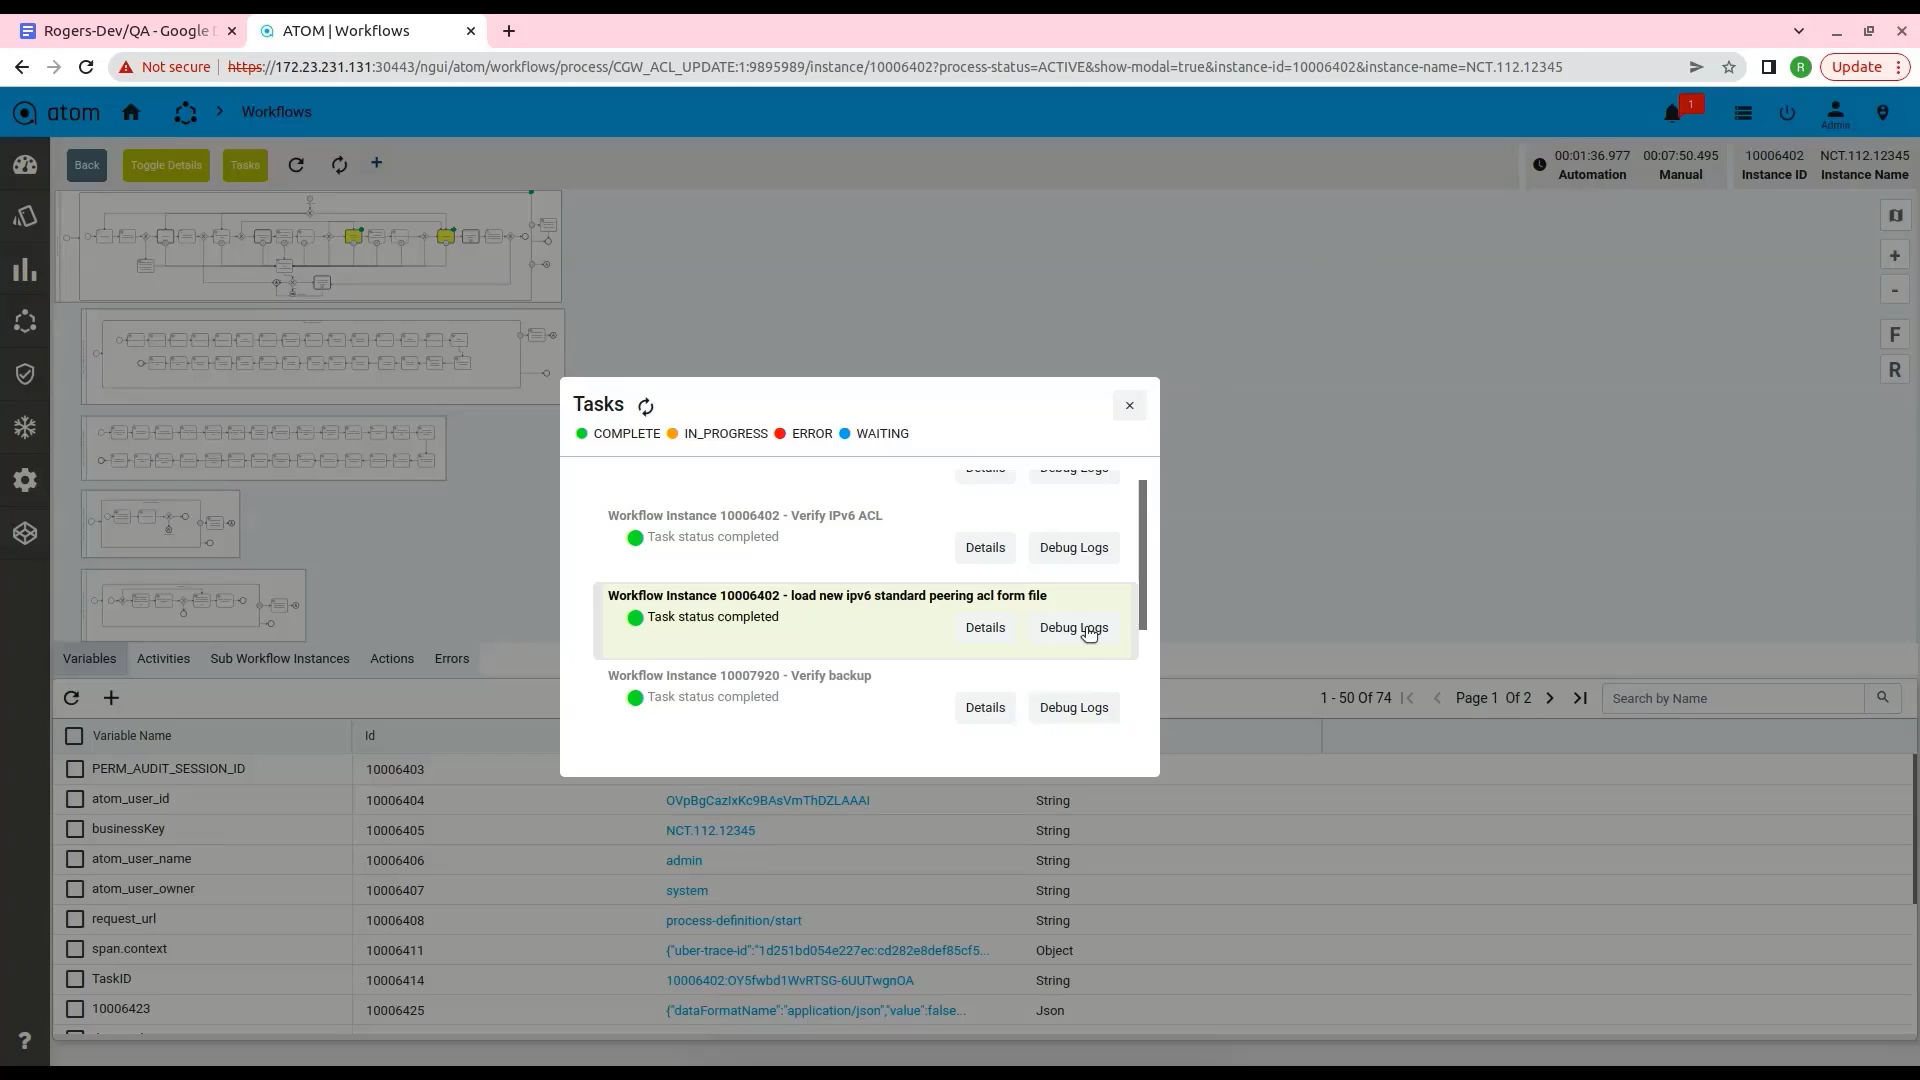 Rogers-Dev/QA - Google
ATOM | Workflows
Not secure
https://172.23.231.131:30443/ngui/atom/workflows/process/CGW_ACL_UPDATE:1:9895989/instance/10006402?process-status=ACTIVE&show-modal=true&instance-id=10006402&instance-name=NCT.112.12345
R
Update
atom
Workflows
1
Admin
Back
Toggle Details
Tasks
00:01:36.977
Automation
00:07:50.495
Manual
10006402
Instance ID
NCT.112.12345
Instance Name
+
-
F
R
Tasks
COMPLETE
IN_PROGRESS
ERROR
WAITING
Details
Debug Logs
Workflow Instance 10006402 - Verify IPv6 ACL
Task status completed
Details
Debug Logs
Workflow Instance 10006402 - load new ipv6 standard peering acl form file
Task status completed
Details
Debug Logs
Workflow Instance 10007920 - Verify backup
Task status completed
Details
Debug Logs
Variables
Activities
Sub Workflow Instances
Actions
Errors
1 - 50 Of 74
Page 1 Of 2
Search by Name
Variable Name
Id
PERM_AUDIT_SESSION_ID
10006403
atom_user_id
10006404
OVpBgCazIxKc9BAsVmThDZLAAAI
String
businessKey
10006405
NCT.112.12345
String
atom_user_name
10006406
admin
String
atom_user_owner
10006407
system
String
request_url
10006408
process-definition/start
String
span.context
10006411
{"uber-trace-id":"1d251bd054e227ec:cd282e8def85cf5...
Object
TaskID
10006414
10006402:OY5fwbd1WvRTSG-6UUTwgnOA
String
10006423
10006425
{"dataFormatName":"application/json","value":false...
Json
?